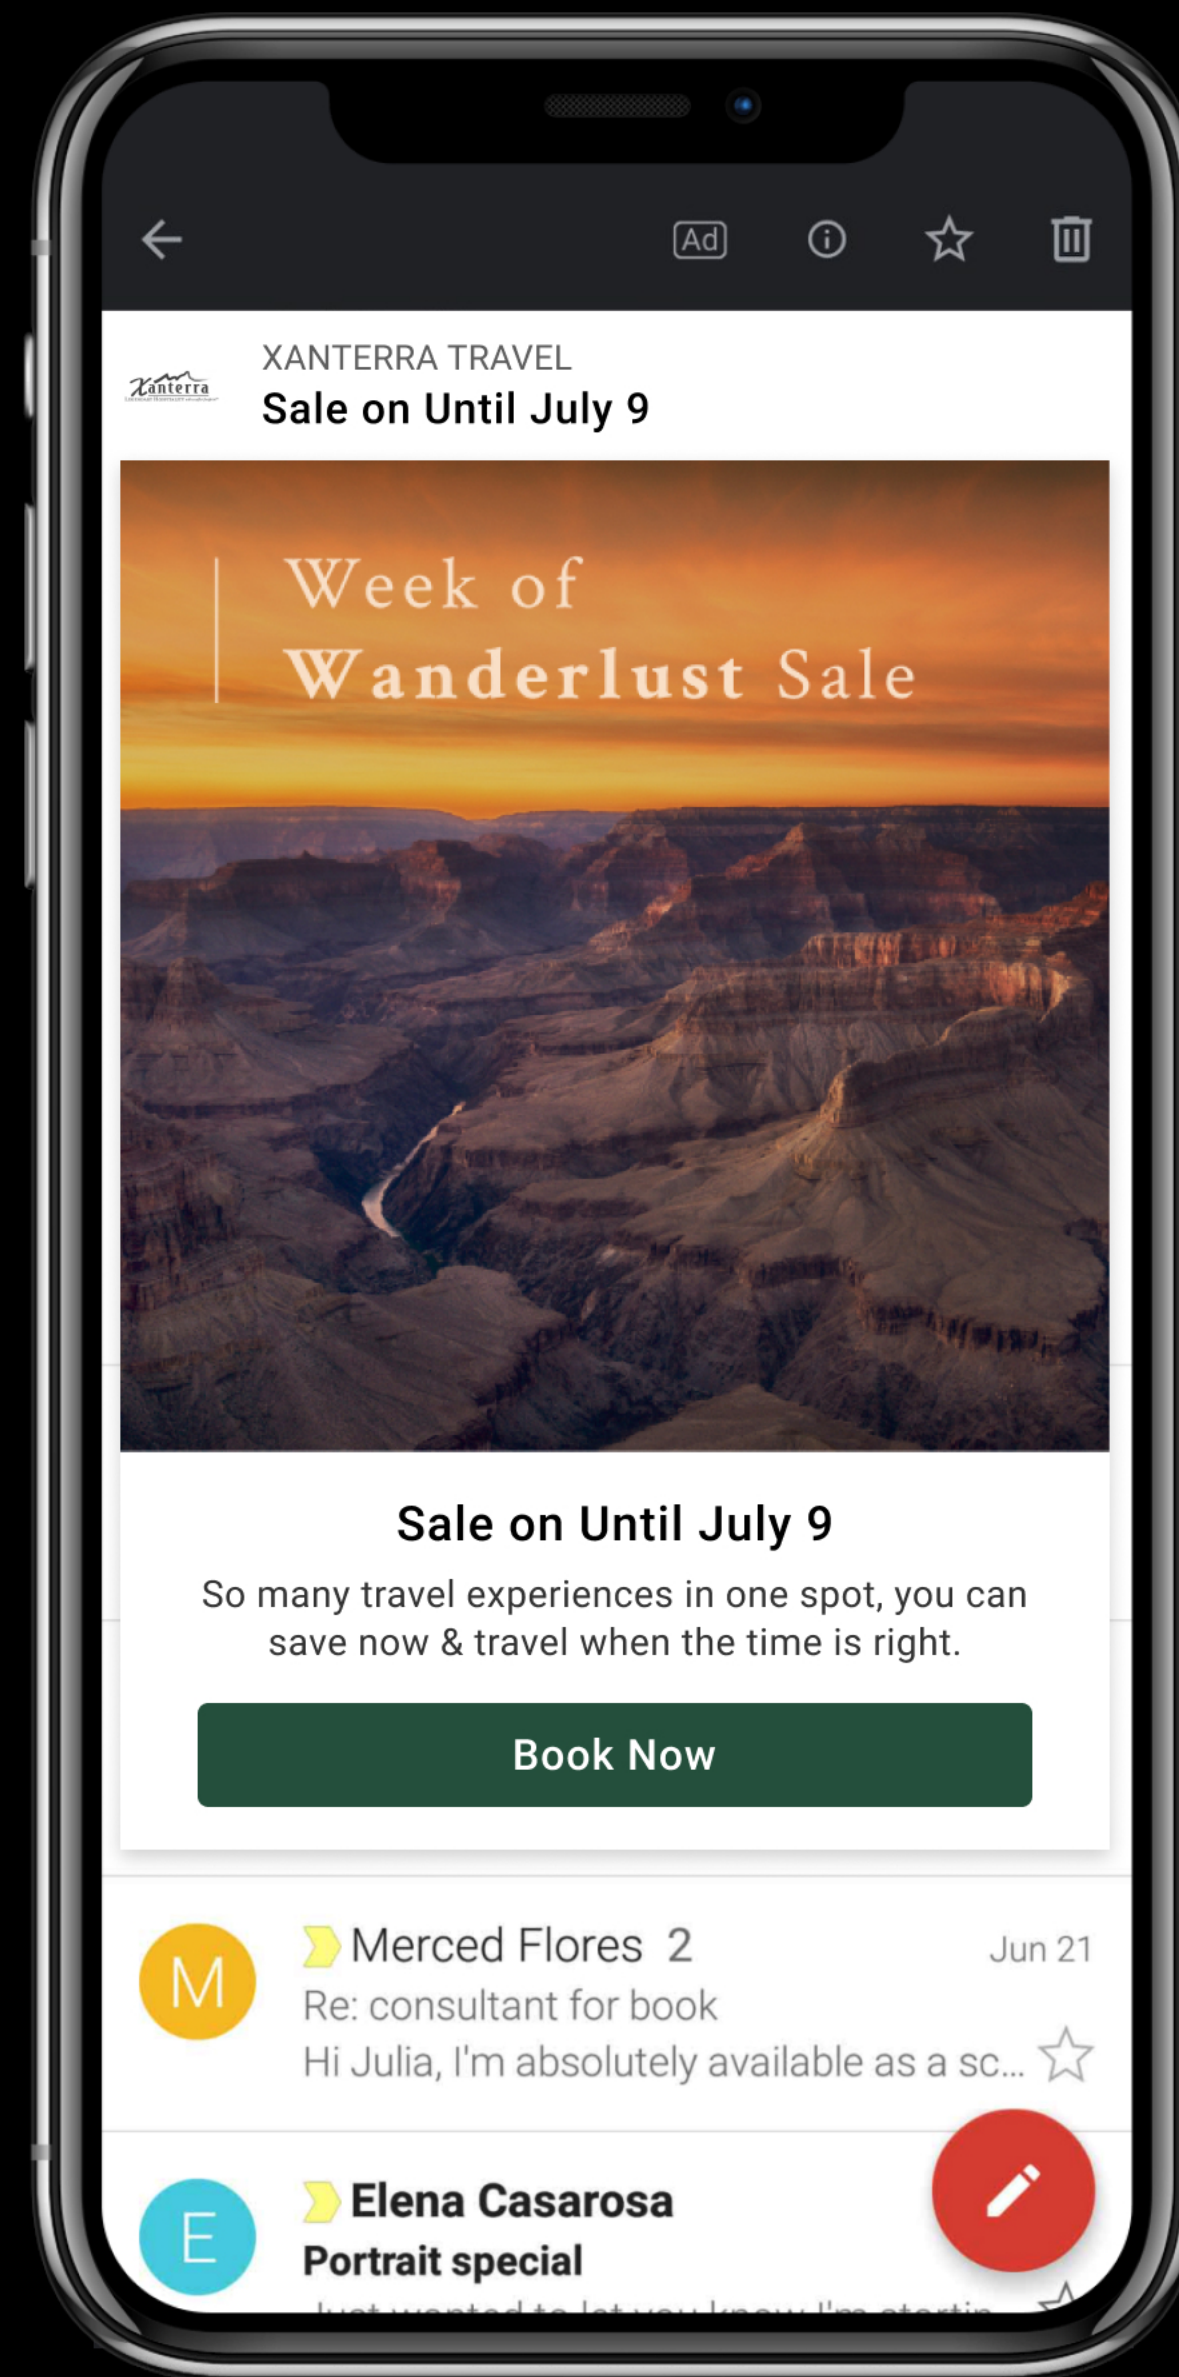 Ad
Xanterra
XANTERRA TRAVEL
Sale on Until July 9
Week of
Wanderlust Sale
Sale on Until July 9
So many travel experiences in one spot, you can
save now & travel when the time is right.
Book Now
M
Merced Flores 2
Jun 21
Re: consultant for book
Hi Julia, I'm absolutely available as a sc...
E
Elena Casarosa
Portrait special